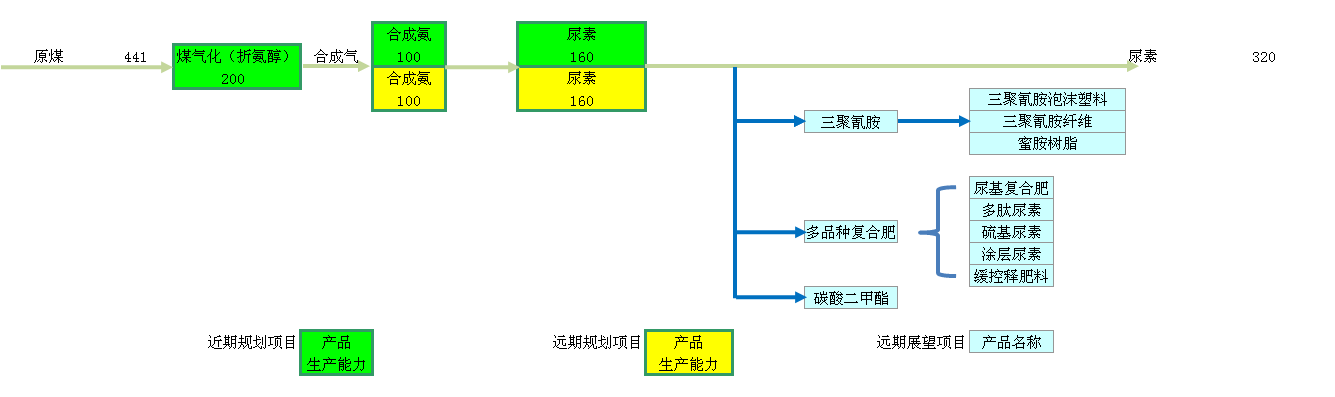 原煤 441
煤气化（折氨醇）
200
合成气
合成氨
100
合成氨
100
尿素
160
尿素
160
尿素 320
三聚氰胺
三聚氰胺泡沫塑料
三聚氰胺纤维
蜜胺树脂
多品种复合肥
尿基复合肥
多肽尿素
硫基尿素
涂层尿素
缓控释肥料
碳酸二甲酯
近期规划项目
产品
生产能力
远期规划项目
产品
生产能力
远期展望项目
产品名称